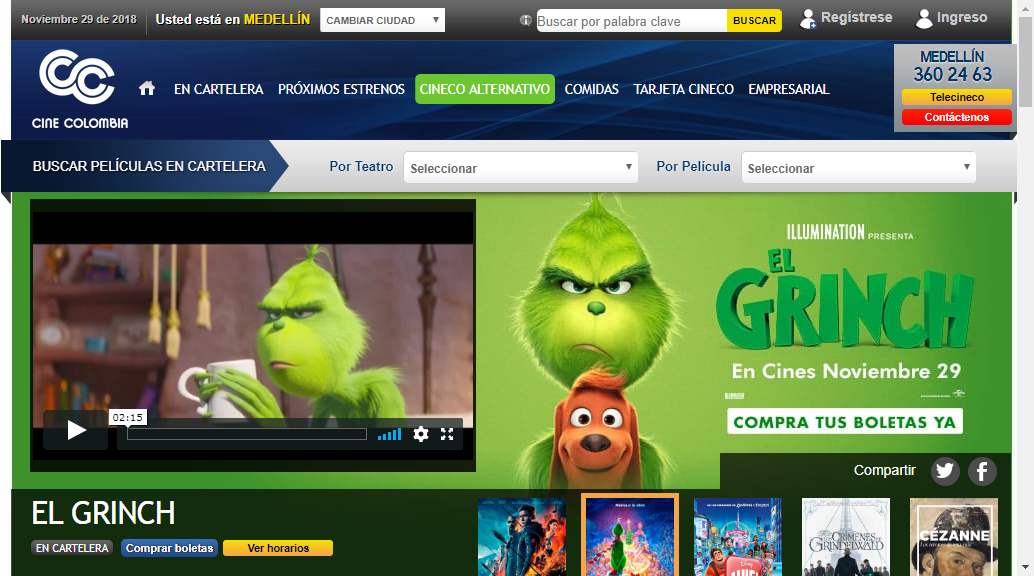 Noviembre 29 de 2018
Usted está en MEDELLÍN
CAMBIAR CIUDAD
Buscar por palabra clave
BUSCAR
Regístrese
Ingreso
CINE COLOMBIA
EN CARTELERA
PRÓXIMOS ESTRENOS
CINECO ALTERNATIVO
COMIDAS
TARJETA CINECO
EMPRESARIAL
MEDELLÍN
360 24 63
Telecineco
Contáctenos
BUSCAR PELÍCULAS EN CARTELERA
Por Teatro
Seleccionar
Por Película
Seleccionar
02:15
ILLUMINATION PRESENTA
EL
GRINCH
En Cines Noviembre 29
COMPRA TUS BOLETAS YA
Compartir
EL GRINCH
EN CARTELERA
Comprar boletas
Ver horarios
CRÍMENES
GRINDELWALD
CÉZANNE